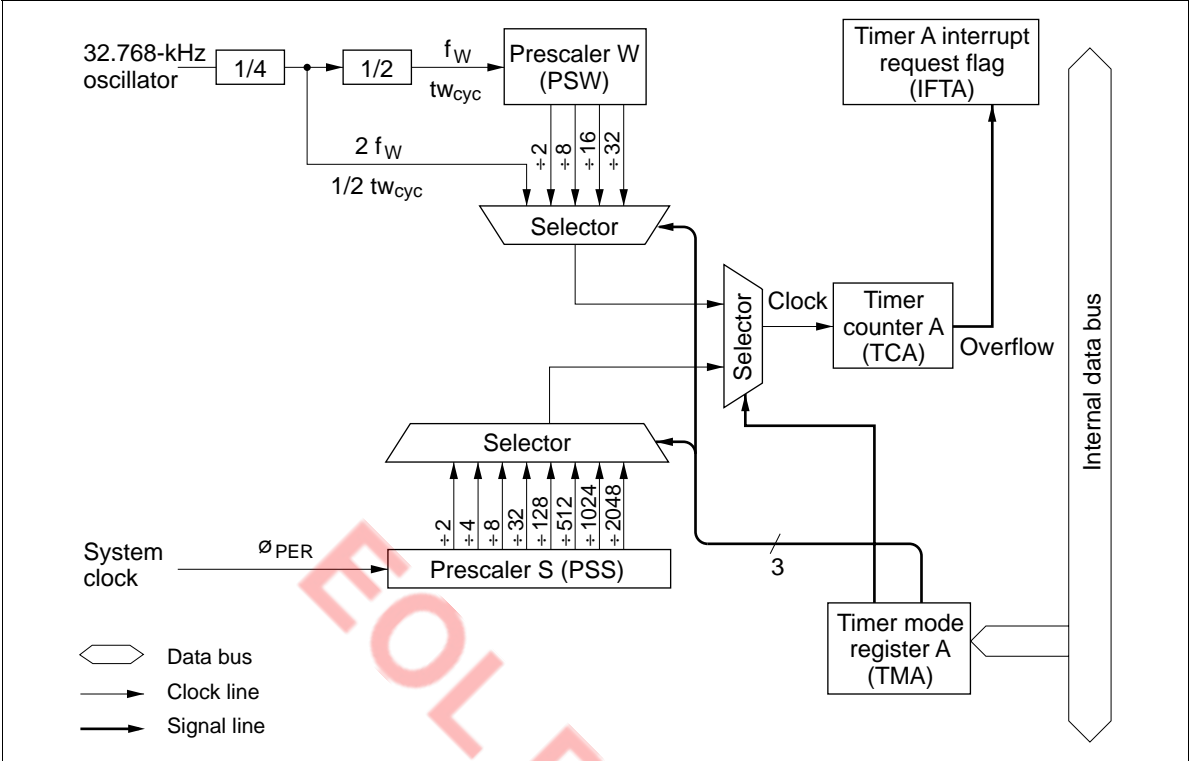 32.768-kHz
oscillator
1/4
1/2
fW
twcyc
Prescaler W
(PSW)
Timer A interrupt
request flag
(IFTA)
2 fW
1/2 twcyc
÷2
÷8
÷16
÷32
Selector
Selector
Clock
Timer
counter A
(TCA)
Overflow
Internal data bus
Selector
÷2
÷4
÷8
÷32
÷128
÷512
÷1024
÷2048
System
clock
øPER
Prescaler S (PSS)
3
Timer mode
register A
(TMA)
Data bus
Clock line
Signal line
EOL